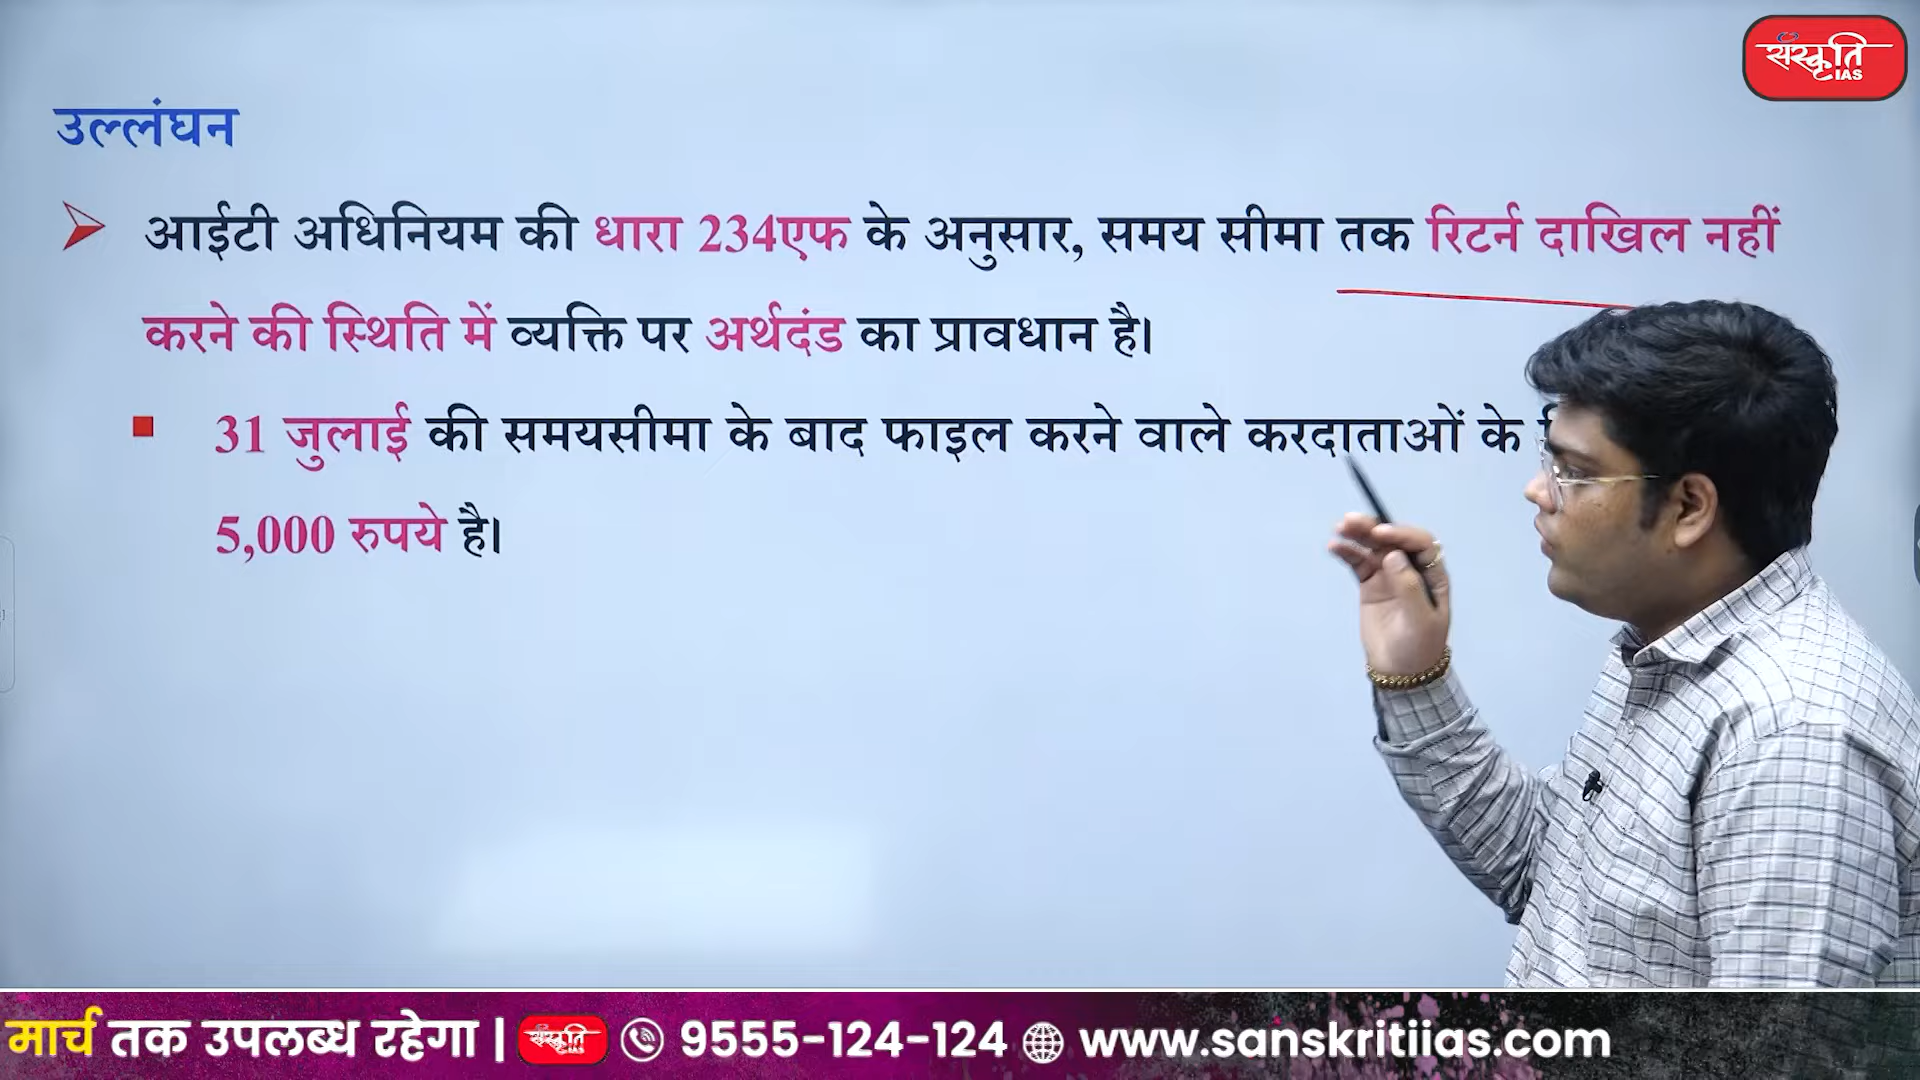 संस्कृति
IAS
उल्लंघन
आईटी अधिनियम की धारा 234एफ के अनुसार, समय सीमा तक रिटर्न दाखिल नहीं
करने की स्थिति में व्यक्ति पर अर्थदंड का प्रावधान है।
31 जुलाई की समयसीमा के बाद फाइल करने वाले करदाताओं के
5,000 रुपये है।
मार्च तक उपलब्ध रहेगा | संस्कृति IAS 9555-124-124 www.sanskritiias.com